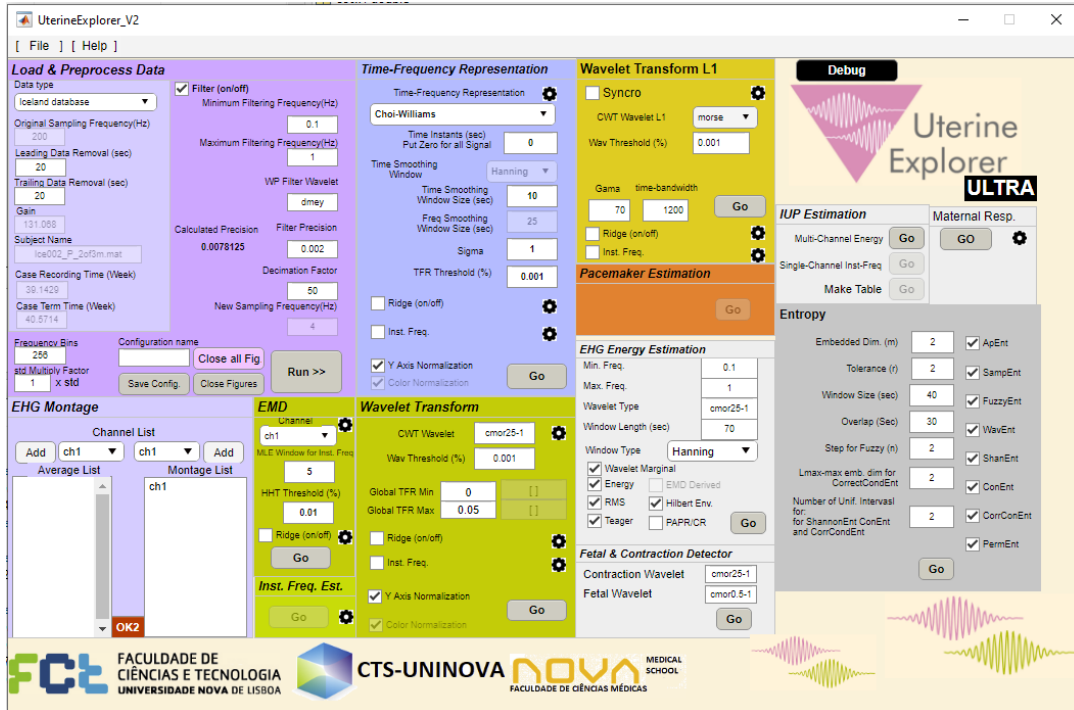 UterineExplorer_V2
[ File ] [ Help ]
Load & Preprocess Data
Data type
Iceland database
Original Sampling Frequency(Hz)
200
Leading Data Removal (sec)
20
Trailing Data Removal (sec)
20
Gain
131.068
Subject Name
Ice002_P_2of3m.mat
Case Recording Time (Week)
39.1429
Case Term Time (Week)
40.5714
Filter (on/off)
Minimum Filtering Frequency(Hz)
0.1
Maximum Filtering Frequency(Hz)
1
WP Filter Wavelet
dmey
Calculated Precision Filter Precision
0.0078125 0.002
Decimation Factor
50
New Sampling Frequency(Hz)
4
Frequency Bins
256
std Multiply Factor
1 x std
Configuration name
Close all Fig
Save Config. Close Figures
Run >>
EHG Montage
Channel List
Add ch1 ch1 Add
Average List Montage List
ch1
OK2
EMD
Channel
ch1
MLE Window for Inst. Freq
5
HHT Threshold (%)
0.01
Ridge (on/off)
Go
Inst. Freq. Est.
Go
Time-Frequency Representation
Time-Frequency Representation
Choi-Williams
Time Instants (sec)
Put Zero for all Signal 0
Time Smoothing
Window Hanning
Time Smoothing
Window Size (sec) 10
Freq Smoothing
Window Size (sec) 25
Sigma 1
TFR Threshold (%) 0.001
Ridge (on/off)
Inst. Freq.
Y Axis Normalization
Color Normalization
Go
Wavelet Transform
CWT Wavelet cmor25-1
Wav Threshold (%) 0.001
Global TFR Min 0 [ ]
Global TFR Max 0.05 [ ]
Ridge (on/off)
Inst. Freq.
Y Axis Normalization
Color Normalization
Go
Wavelet Transform L1
Syncro
CWT Wavelet L1 morse
Wav Threshold (%) 0.001
Gama time-bandwidth
70 1200 Go
Ridge (on/off)
Inst. Freq.
Pacemaker Estimation
Go
EHG Energy Estimation
Min. Freq. 0.1
Max. Freq. 1
Wavelet Type cmor25-1
Window Length (sec) 70
Window Type Hanning
Wavelet Marginal
Energy EMD Derived
RMS Hilbert Env.
Teager PAPR/CR Go
Fetal & Contraction Detector
Contraction Wavelet cmor25-1
Fetal Wavelet cmor0.5-1
Go
Debug
Uterine
Explorer
ULTRA
IUP Estimation
Multi-Channel Energy Go
Single-Channel Inst-Freq Go
Make Table Go
Maternal Resp.
GO
Entropy
Embedded Dim. (m) 2 ApEnt
Tolerance (r) 2 SampEnt
Window Size (sec) 40 FuzzyEnt
Overlap (Sec) 30 WavEnt
Step for Fuzzy (n) 2 ShanEnt
Lmax-max emb. dim for
CorrectCondEnt 2 ConEnt
Number of Unif. Intervasl
for:
for ShannonEnt ConEnt
and CorrCondEnt 2 CorrConEnt
PermEnt
Go
FCT
FACULDADE DE
CIÊNCIAS E TECNOLOGIA
UNIVERSIDADE NOVA DE LISBOA
CTS-UNINOVA
NOVA MEDICAL
SCHOOL
FACULDADE DE CIÊNCIAS MÉDICAS